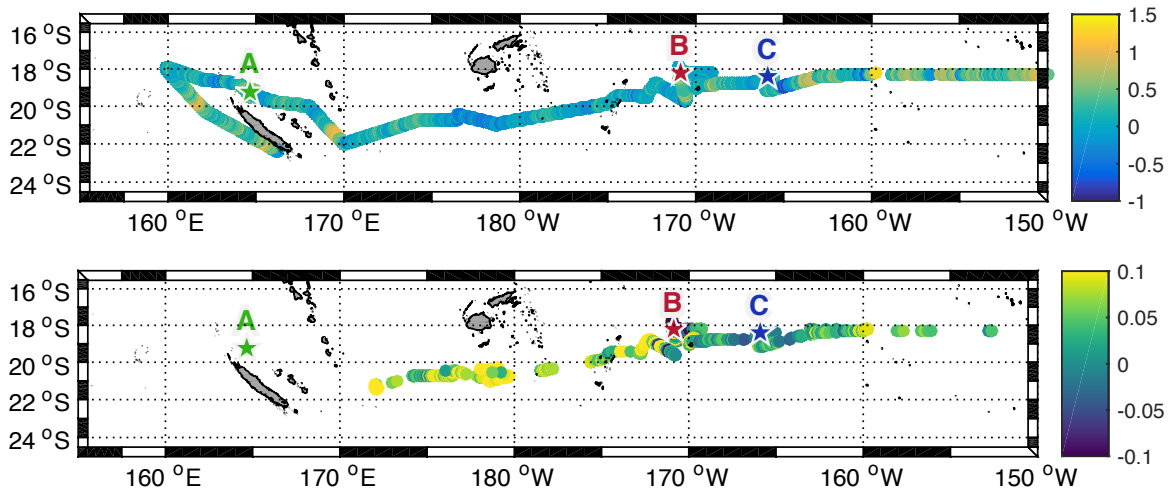 16 °S
18 °S
20 °S
22 °S
24 °S
A
B
C
160 °E
170 °E
180 °W
170 °W
160 °W
150 °W
1.5
1
0.5
0
-0.5
-1
16 °S
18 °S
20 °S
22 °S
24 °S
A
B
C
160 °E
170 °E
180 °W
170 °W
160 °W
150 °W
0.1
0.05
0
-0.05
-0.1